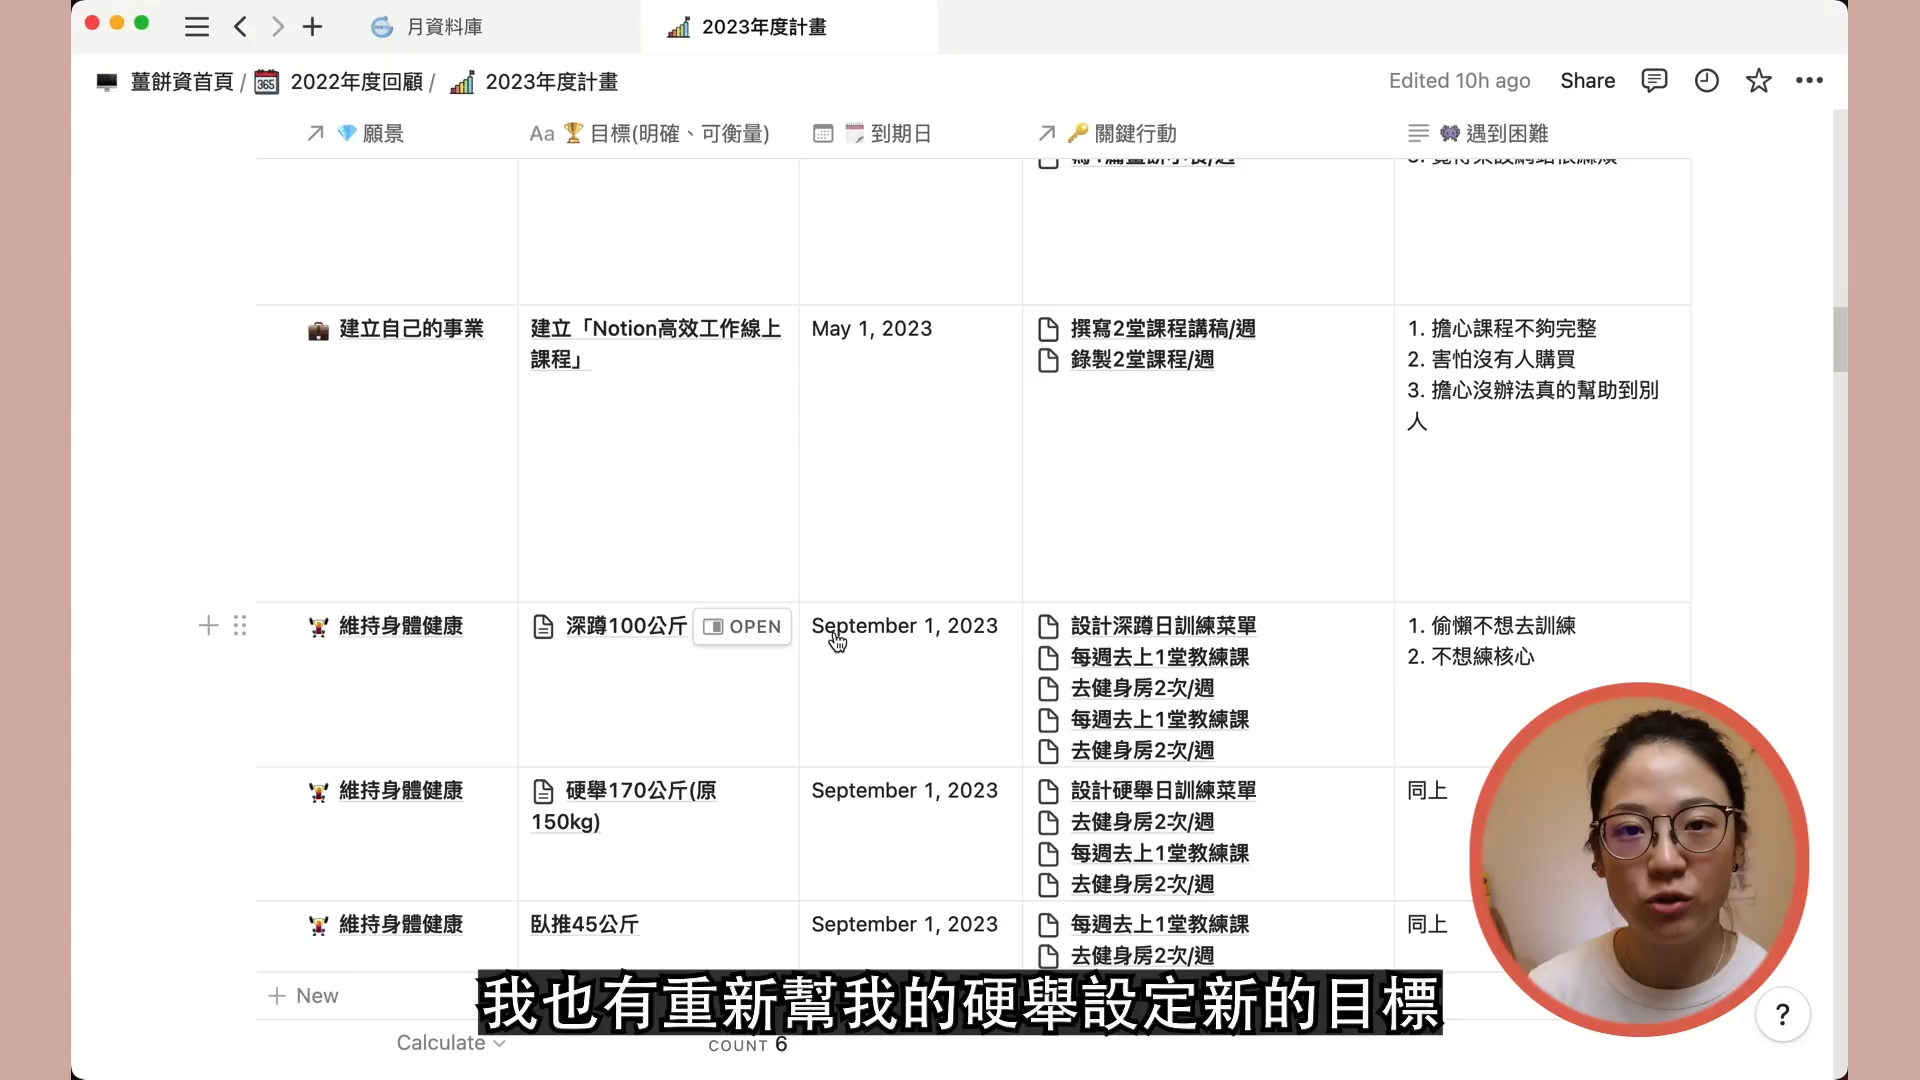 月資料庫
2023年度計畫
薑餅資首頁 / 365 2022年度回顧 / 2023年度計畫
Edited 10h ago Share
願景
Aa 目標(明確、可衡量)
到期日
關鍵行動
遇到困難
建立自己的事業
建立「Notion高效工作線上
課程」
May 1, 2023
撰寫2堂課程講稿/週
錄製2堂課程/週
1. 擔心課程不夠完整
2. 害怕沒有人購買
3. 擔心沒辦法真的幫助到別
人
維持身體健康
深蹲100公斤
OPEN
September 1, 2023
設計深蹲日訓練菜單
每週去上1堂教練課
去健身房2次/週
每週去上1堂教練課
去健身房2次/週
1. 偷懶不想去訓練
2. 不想練核心
維持身體健康
硬舉170公斤(原
150kg)
September 1, 2023
設計硬舉日訓練菜單
去健身房2次/週
每週去上1堂教練課
去健身房2次/週
同上
維持身體健康
臥推45公斤
September 1, 2023
每週去上1堂教練課
去健身房2次/週
同上
New
我也有重新幫我的硬舉設定新的目標
Calculate
COUNT 6
?